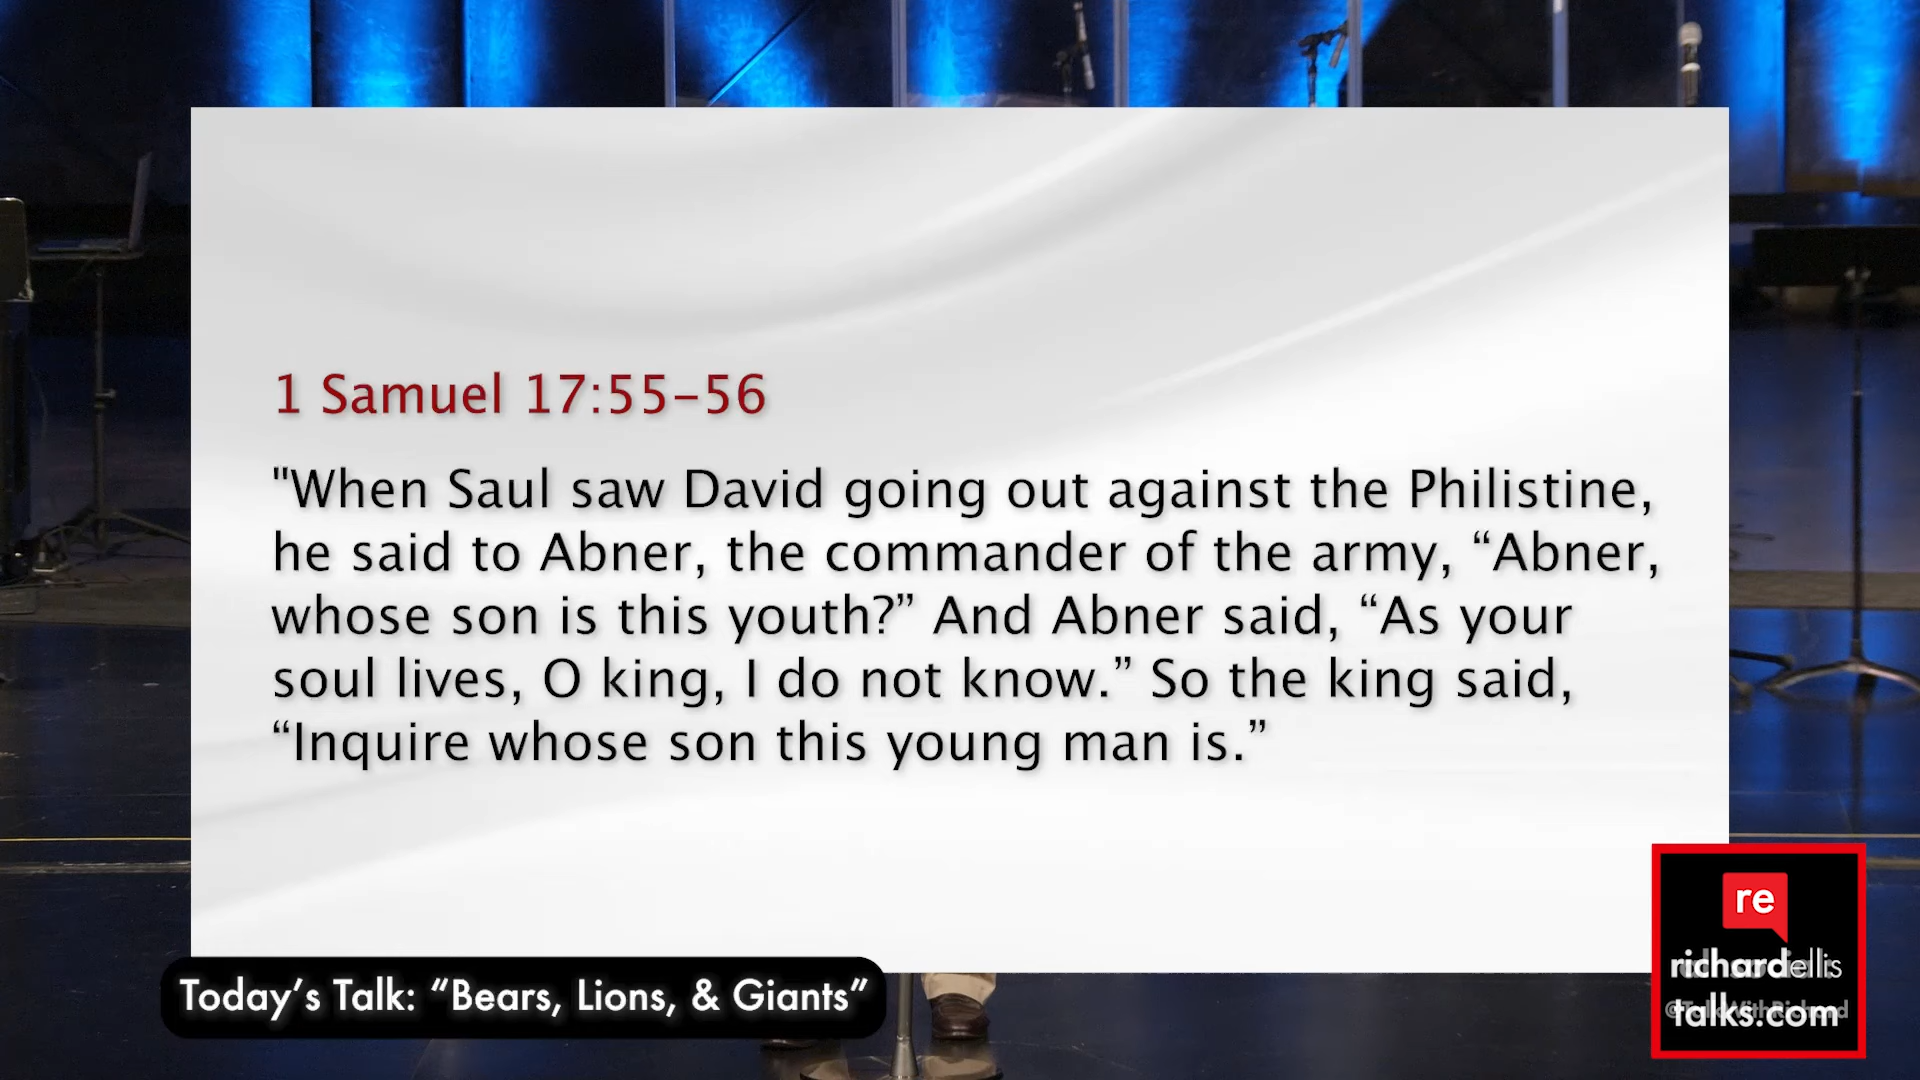 1 Samuel 17:55-56
"When Saul saw David going out against the Philistine,
he said to Abner, the commander of the army, “Abner,
whose son is this youth?” And Abner said, “As your
soul lives, O king, I do not know.” So the king said,
“Inquire whose son this young man is.”
Today’s Talk: “Bears, Lions, & Giants”
re
richardellis
talks.com